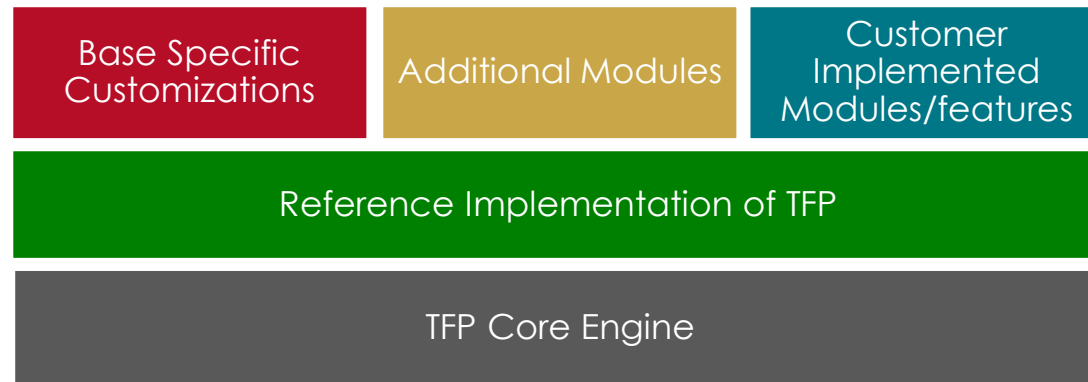 Base Specific
Customizations
Additional Modules
Customer
Implemented
Modules/features
Reference Implementation of TFP
TFP Core Engine